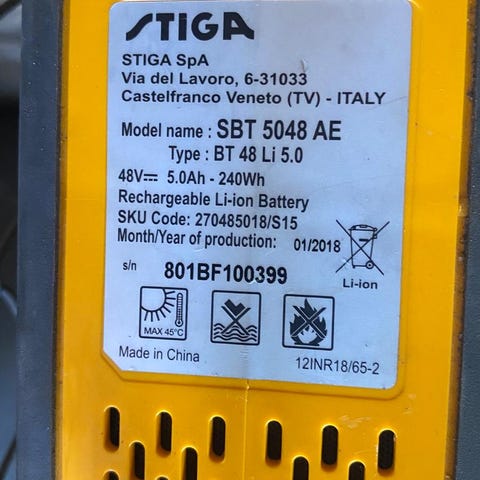 STIGA
STIGA SpA
Via del Lavoro, 6-31033
Castelfranco Veneto (TV) - ITALY
Model name : SBT 5048 AE
Type : BT 48 Li 5.0
48V⎓ 5.0Ah - 240Wh
Rechargeable Li-ion Battery
SKU Code: 270485018/S15
Month/Year of production: 01/2018
s/n 801BF100399
Li-ion
MAX 45°C
Made in China
12INR18/65-2